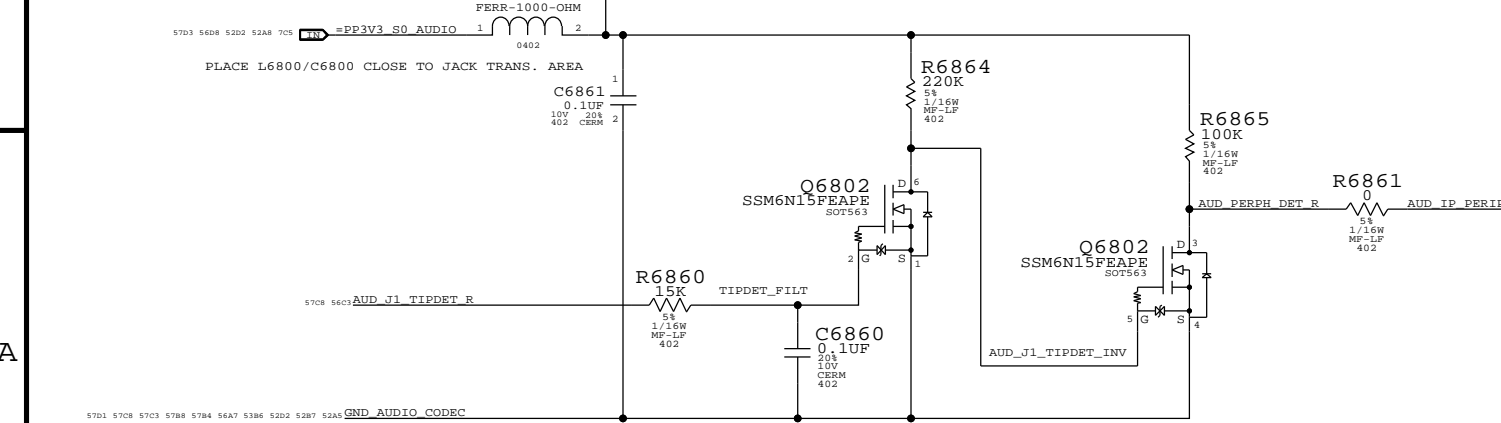 FERR-1000-OHM
57D3 56D8 52D2 52A8 7C5 IN =PP3V3_S0_AUDIO 1 2
0402
PLACE L6800/C6800 CLOSE TO JACK TRANS. AREA
1
C6861
0.1UF
10V 20%
402 CERM
2
R6864
220K
5%
1/16W
MF-LF
402
R6865
100K
5%
1/16W
MF-LF
402
Q6802
SSM6N15FEAPE
SOT563
D 6
2 G S 1
R6861
0
AUD_PERPH_DET_R
AUD_IP_PERIP
5%
1/16W
MF-LF
402
Q6802
SSM6N15FEAPE
SOT563
D 3
5 G S 4
R6860
15K
TIPDET_FILT
57C8 56C3 AUD_J1_TIPDET_R
5%
1/16W
MF-LF
402
C6860
0.1UF
20%
10V
CERM
402
AUD_J1_TIPDET_INV
A
57D1 57C8 57C3 57B8 57B4 56A7 53B6 52D2 52B7 52A5 GND_AUDIO_CODEC